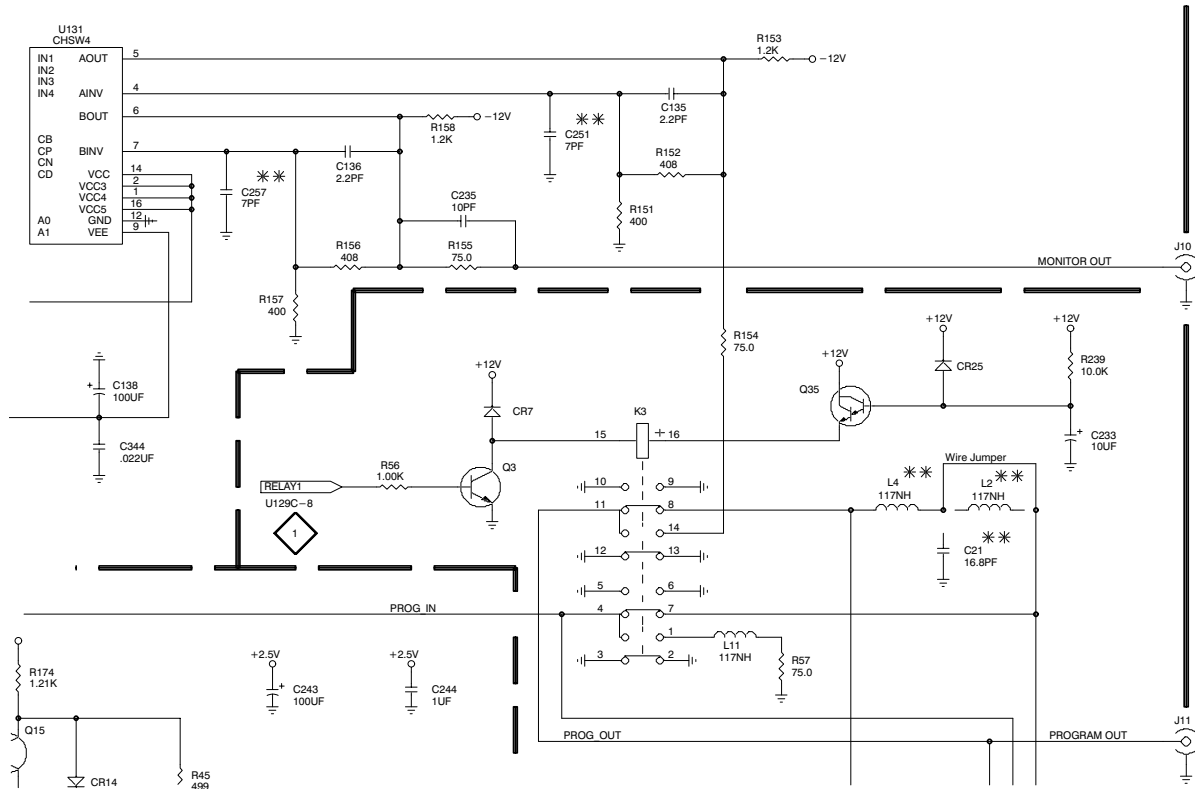 U131
CHSW4
IN1 AOUT 5
IN2
IN3
IN4 AINV 4
BOUT 6
CB
CP BINV 7
CN
CD VCC 14
VCC3 2
VCC4 1
VCC5 16
A0 GND 12
A1 VEE 9
R153
1.2K
−12V
C135
2.2PF
R158
1.2K
−12V
C251
7PF
✳✳
R152
408
C136
2.2PF
C257
7PF
✳✳
C235
10PF
R151
400
R156
408
R155
75.0
MONITOR OUT
J10
R157
400
R154
75.0
C138
100UF
+
C344
.022UF
+12V
CR7
K3
15
+ 16
+12V
Q35
+12V
CR25
+12V
R239
10.0K
C233
10UF
+
RELAY1
U129C−8
1
R56
1.00K
Q3
10 9
11 8
14
12 13
5 6
4 7
1
3 2
Wire Jumper
L4
117NH
✳✳
L2
117NH
✳✳
C21
16.8PF
✳✳
PROG_IN
L11
117NH
R57
75.0
R174
1.21K
+2.5V
C243
100UF
+
+2.5V
C244
1UF
Q15
CR14
R45
499
PROG_OUT
PROGRAM OUT
J11